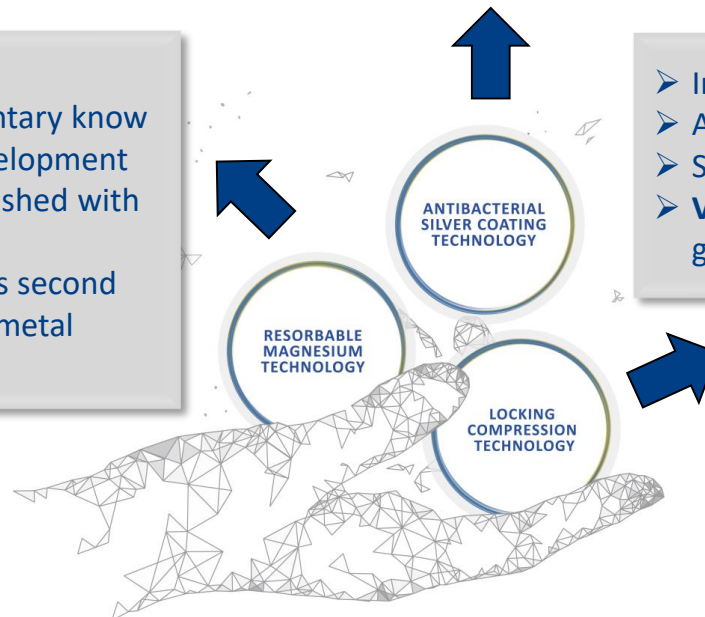 ntary know
elopment
shed with
s second
metal
ANTIBACTERIAL
SILVER COATING
TECHNOLOGY
RESORBABLE
MAGNESIUM
TECHNOLOGY
LOCKING
COMPRESSION
TECHNOLOGY
➢ I
➢ A
➢ S
➢ V
g